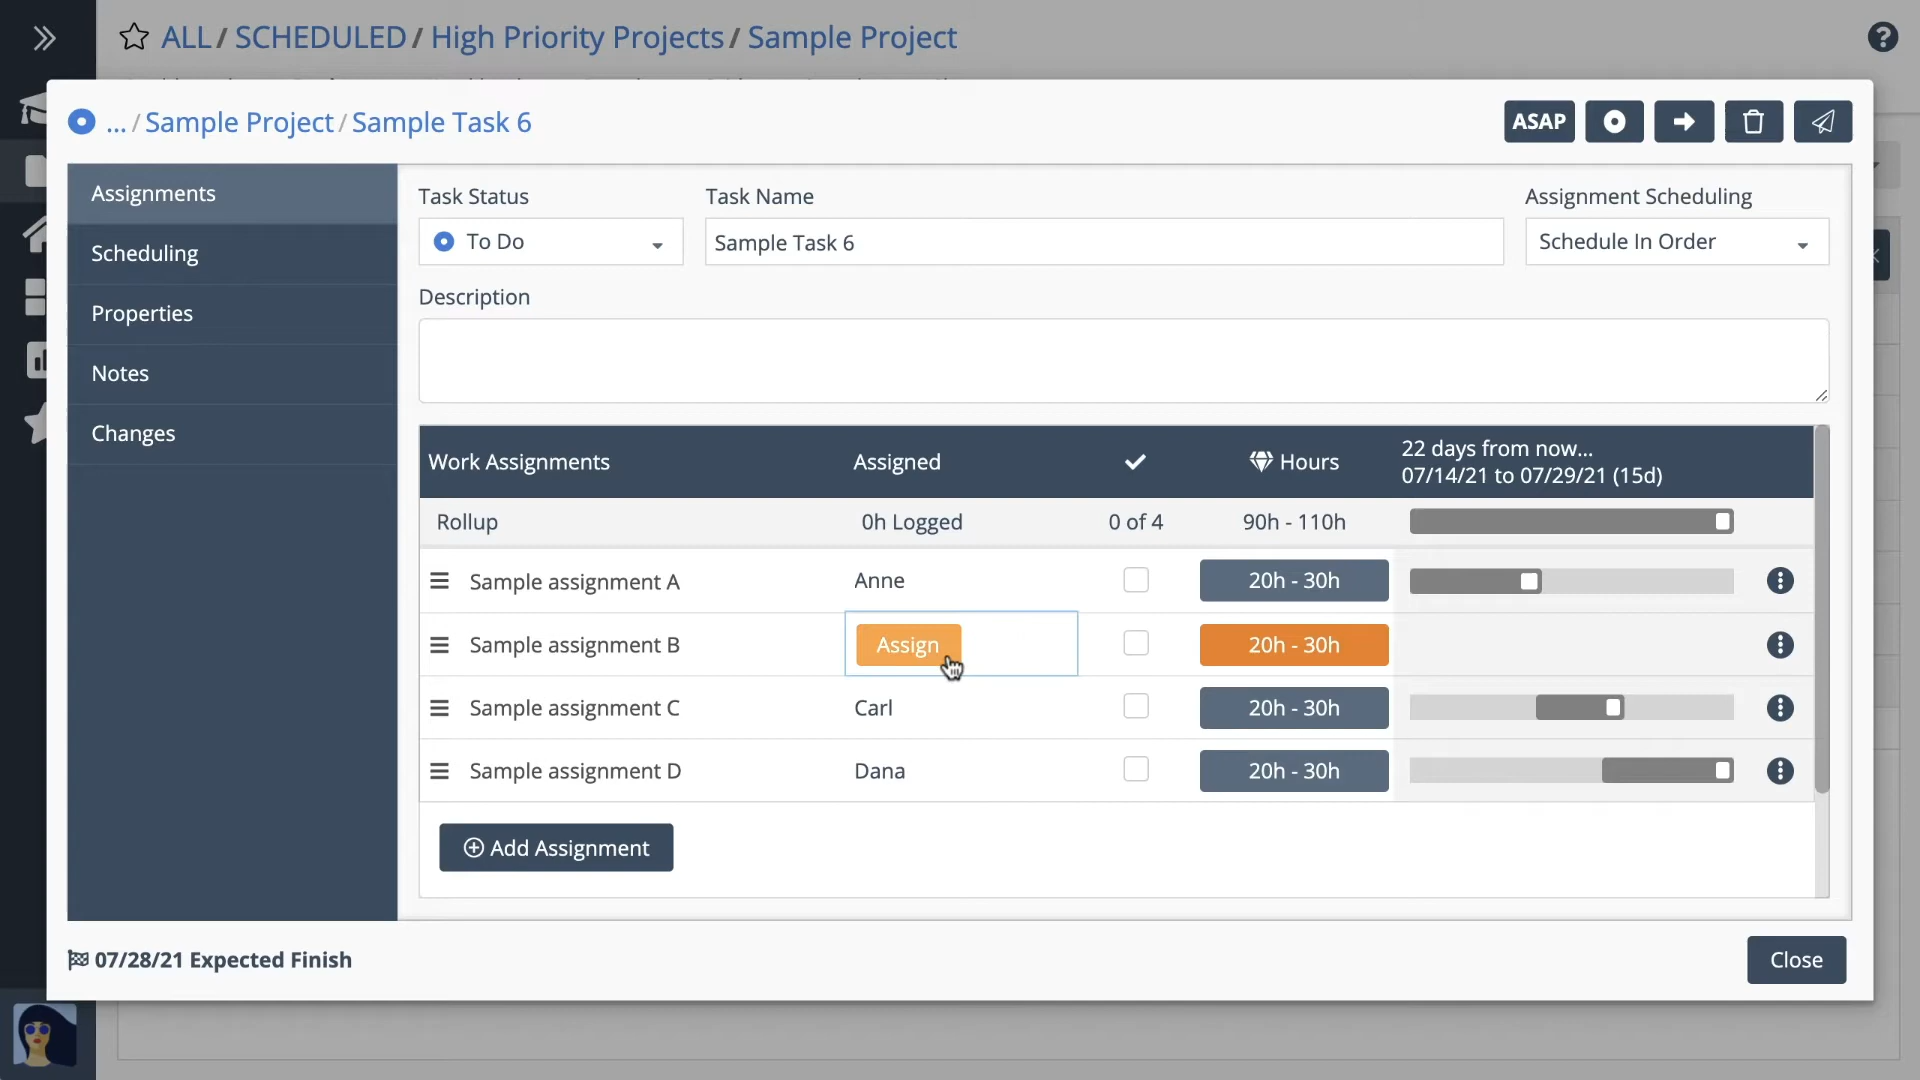 ALL / SCHEDULED / High Priority Projects / Sample Project
... / Sample Project / Sample Task 6
ASAP
Assignments
Scheduling
Properties
Notes
Changes
Task Status
Task Name
Assignment Scheduling
To Do
Sample Task 6
Schedule In Order
Description
Work Assignments
Assigned
Hours
22 days from now...
07/14/21 to 07/29/21 (15d)
Rollup
0h Logged
0 of 4
90h - 110h
Sample assignment A
Anne
20h - 30h
Sample assignment B
Assign
20h - 30h
Sample assignment C
Carl
20h - 30h
Sample assignment D
Dana
20h - 30h
Add Assignment
07/28/21 Expected Finish
Close